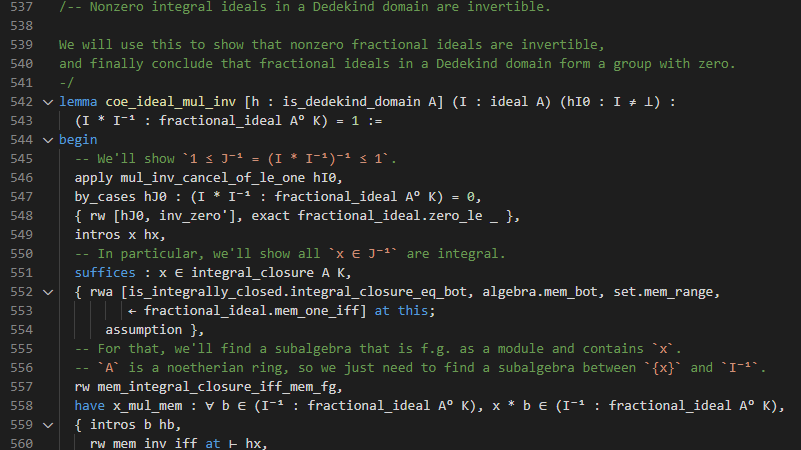 537 /-- Nonzero integral ideals in a Dedekind domain are invertible.
538
539 We will use this to show that nonzero fractional ideals are invertible,
540 and finally conclude that fractional ideals in a Dedekind domain form a group with zero.
541 -/
542 lemma coe_ideal_mul_inv [h : is_dedekind_domain A] (I : ideal A) (hI0 : I ≠ ⊥) :
543   (I * I⁻¹ : fractional_ideal A⁰ K) = 1 :=
544 begin
545   -- We'll show `1 ≤ J⁻¹ = (I * I⁻¹)⁻¹ ≤ 1`.
546   apply mul_inv_cancel_of_le_one hI0,
547   by_cases hJ0 : (I * I⁻¹ : fractional_ideal A⁰ K) = 0,
548   { rw [hJ0, inv_zero'], exact fractional_ideal.zero_le _ },
549   intros x hx,
550   -- In particular, we'll show all `x ∈ J⁻¹` are integral.
551   suffices : x ∈ integral_closure A K,
552   { rwa [is_integrally_closed.integral_closure_eq_bot, algebra.mem_bot, set.mem_range,
553          ← fractional_ideal.mem_one_iff] at this;
554       assumption },
555   -- For that, we'll find a subalgebra that is f.g. as a module and contains `x`.
556   -- `A` is a noetherian ring, so we just need to find a subalgebra between `{x}` and `I⁻¹`.
557   rw mem_integral_closure_iff_mem_fg,
558   have x_mul_mem : ∀ b ∈ (I⁻¹ : fractional_ideal A⁰ K), x * b ∈ (I⁻¹ : fractional_ideal A⁰ K),
559   { intros b hb,
560     rw mem_inv_iff at ⊢ hx,